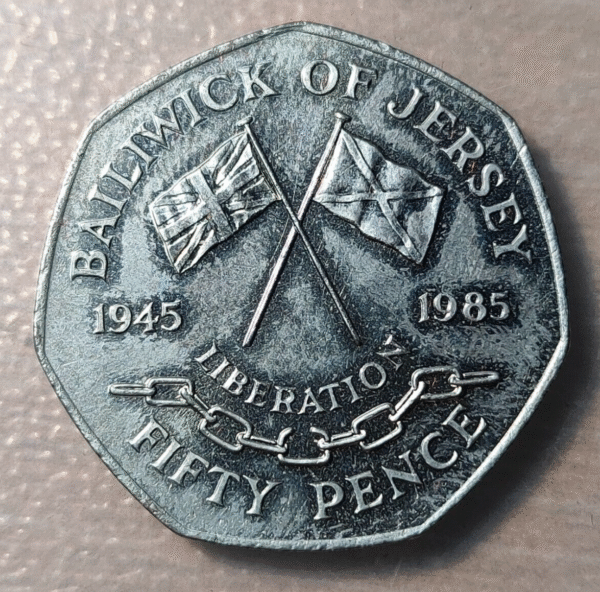 BAILIWICK OF JERSEY
1945 1985
LIBERATION
FIFTY PENCE